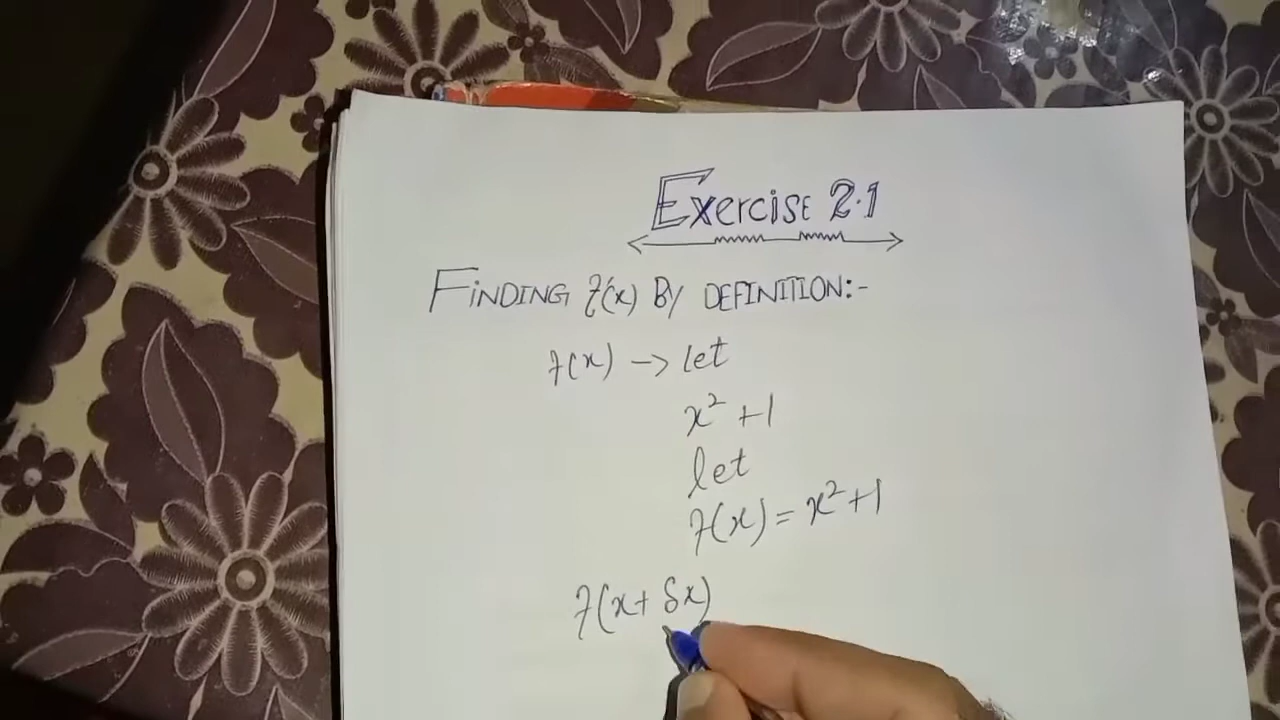 Exercise 2.1
FINDING f'(x) BY DEFINITION:-
f(x) → let
x² + 1
let
f(x) = x² + 1
f(x + δx)